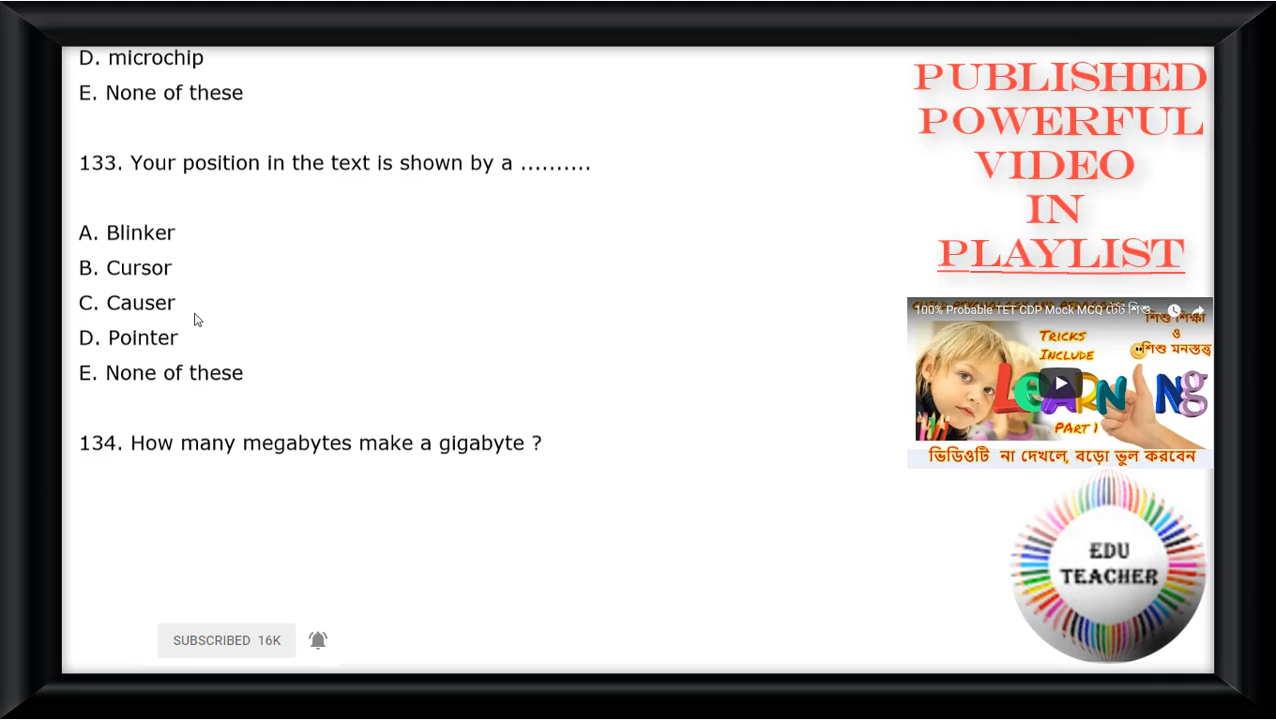 D. microchip
E. None of these
133. Your position in the text is shown by a ..........
A. Blinker
B. Cursor
C. Causer
D. Pointer
E. None of these
134. How many megabytes make a gigabyte ?
SUBSCRIBED 16K
PUBLISHED
POWERFUL
VIDEO
IN
PLAYLIST
100% Probable TET CDP Mock MCQ টেট শিশু...
শিশু শিক্ষা
ও
শিশু মনস্তত্ত্ব
TRICKS
INCLUDE
LEARNING
PART 1
ভিডিওটি না দেখলে, বড়ো ভুল করবেন
EDU
TEACHER